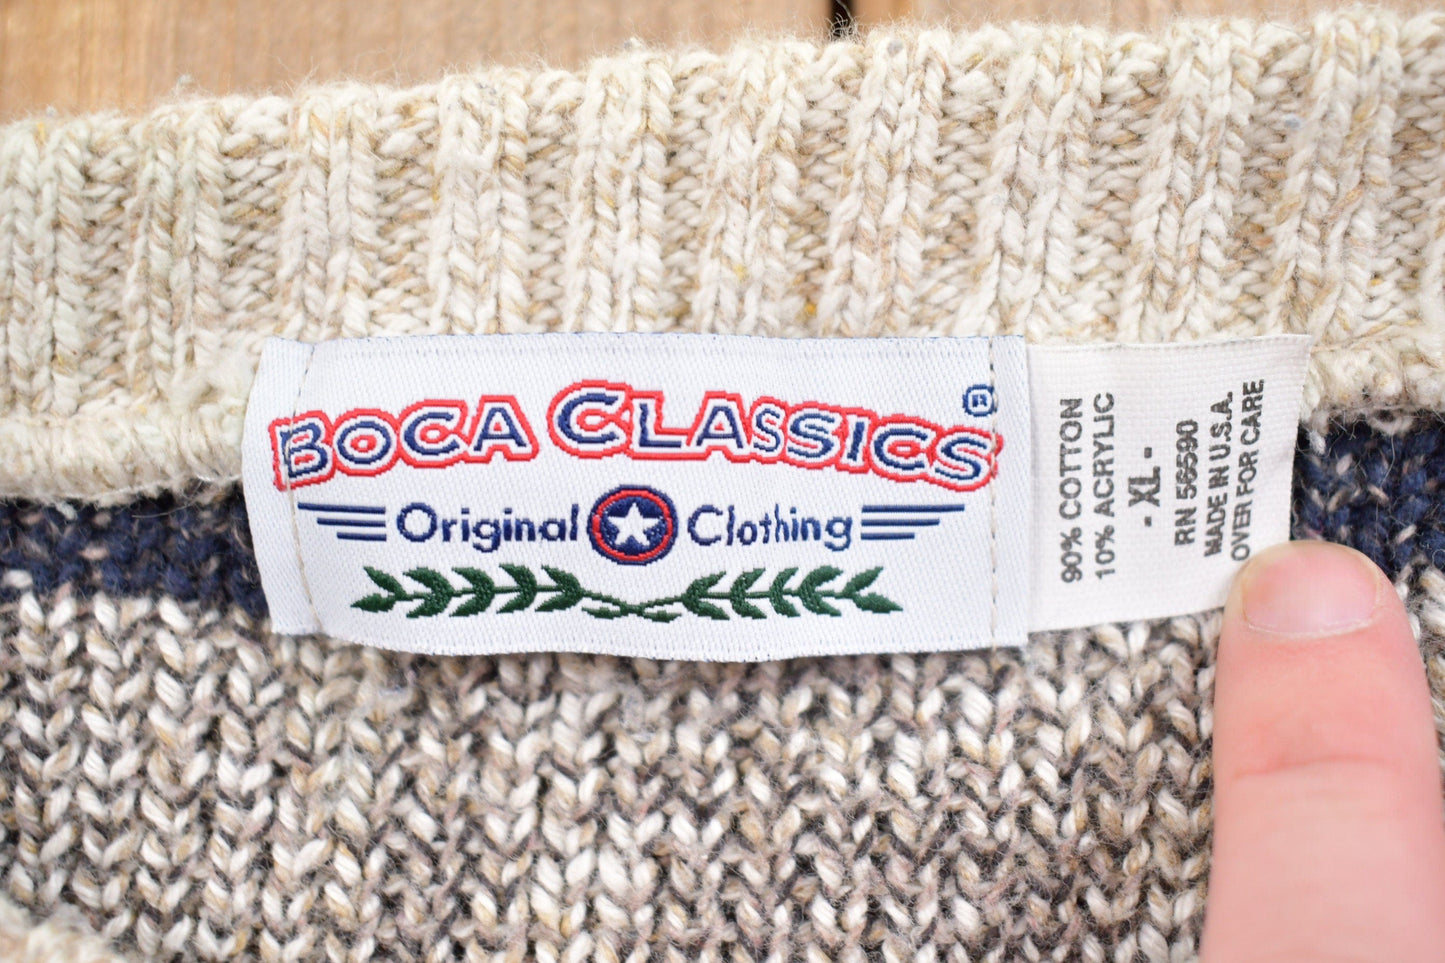 BOCA CLASSICS ®
Original Clothing
90% COTTON
10% ACRYLIC
- XL -
RN 56590
MADE IN U.S.A.
OVER FOR CARE